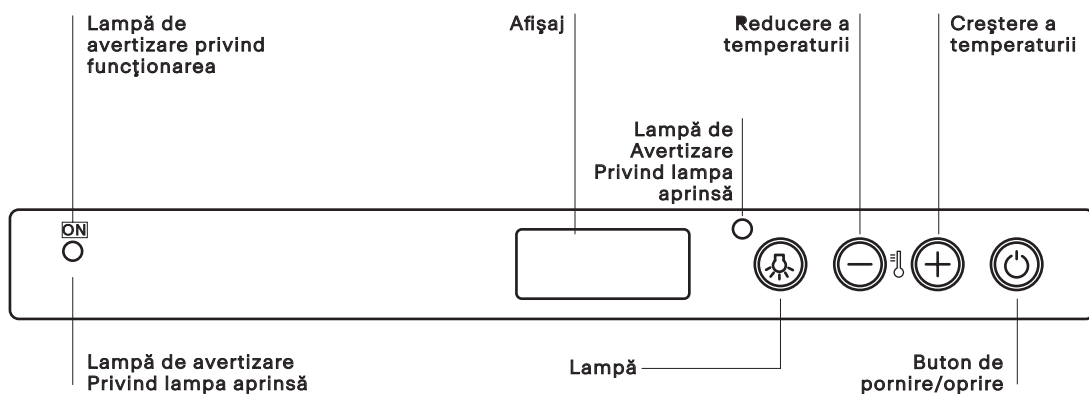 Lampă de
avertizare privind
funcţionarea
Afişaj
Reducere a
temperaturii
Creştere a
temperaturii
Lampă de
Avertizare
Privind lampa
aprinsă
ON
Lampă de avertizare
Privind lampa aprinsă
Lampă
Buton de
pornire/oprire